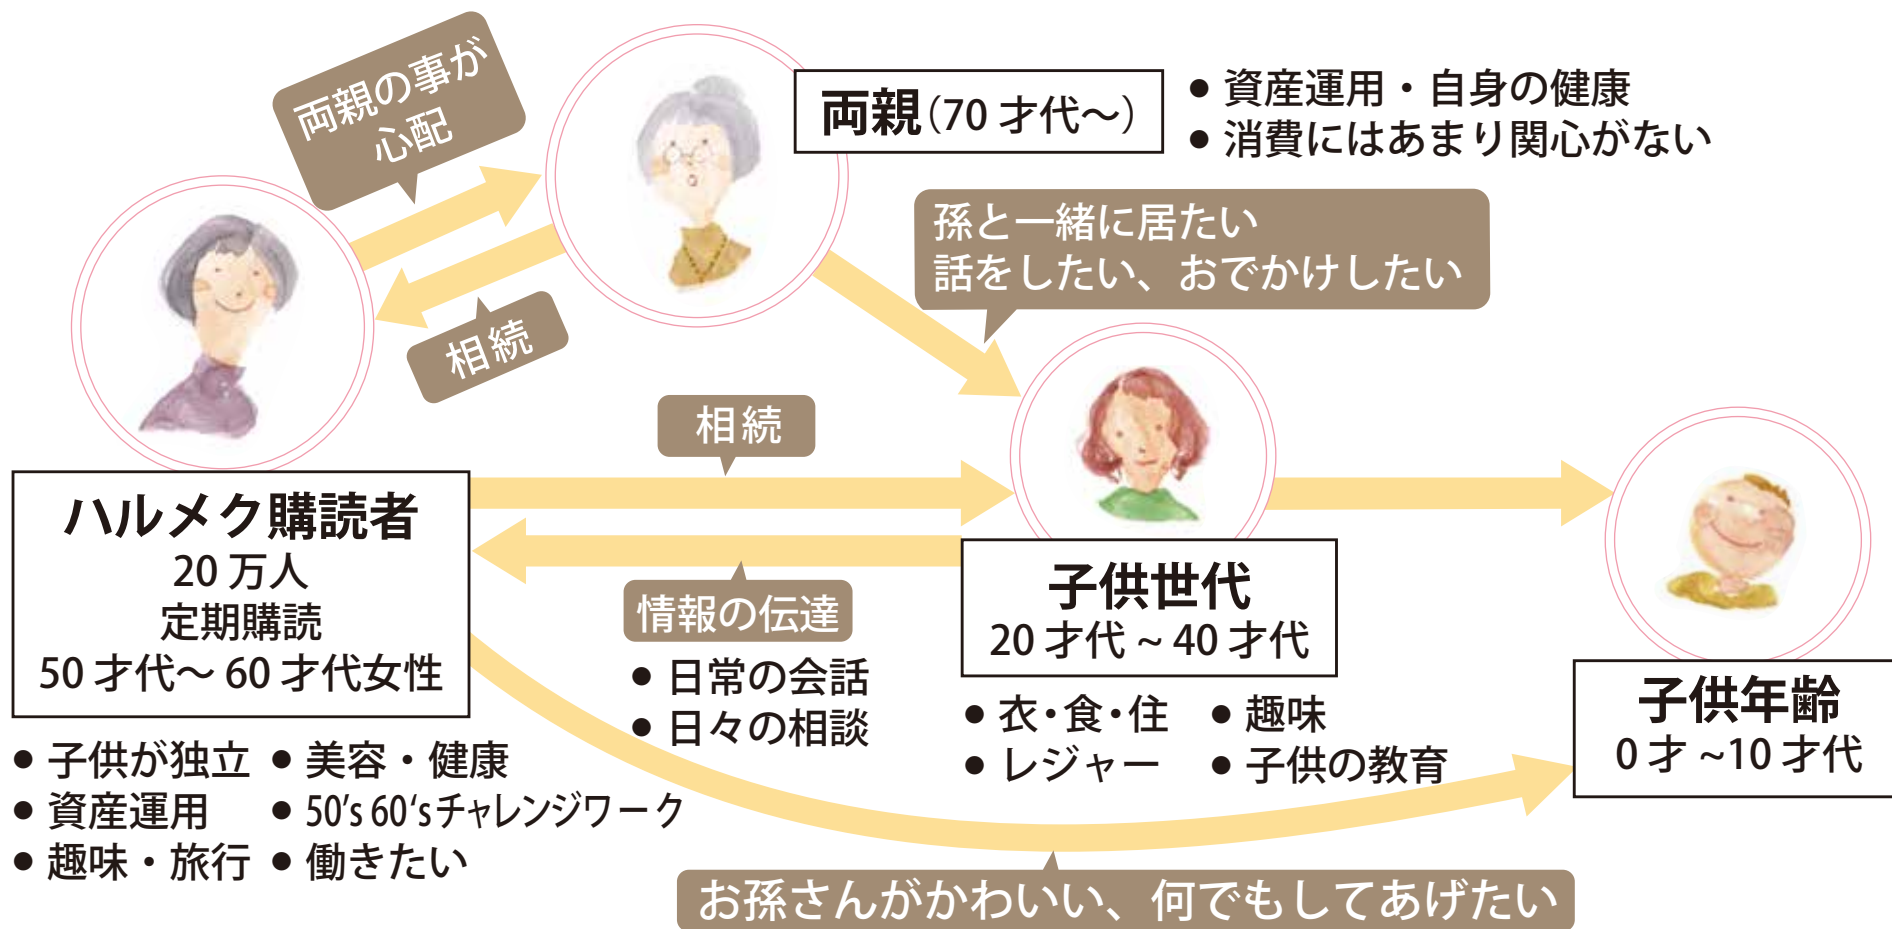 両親の事が
心配
両親(70才代～)
● 資産運用・自身の健康
● 消費にはあまり関心がない
孫と一緒に居たい
話をしたい、おでかけしたい
相続
相続
ハルメク購読者
20万人
定期購読
50才代～60才代女性
● 子供が独立 ● 美容・健康
● 資産運用 ● 50's 60‘sチャレンジワーク
● 趣味・旅行 ● 働きたい
情報の伝達
● 日常の会話
● 日々の相談
子供世代
20才代 ~ 40才代
● 衣・食・住 ● 趣味
● レジャー ● 子供の教育
子供年齢
0才 ~10才代
お孫さんがかわいい、何でもしてあげたい